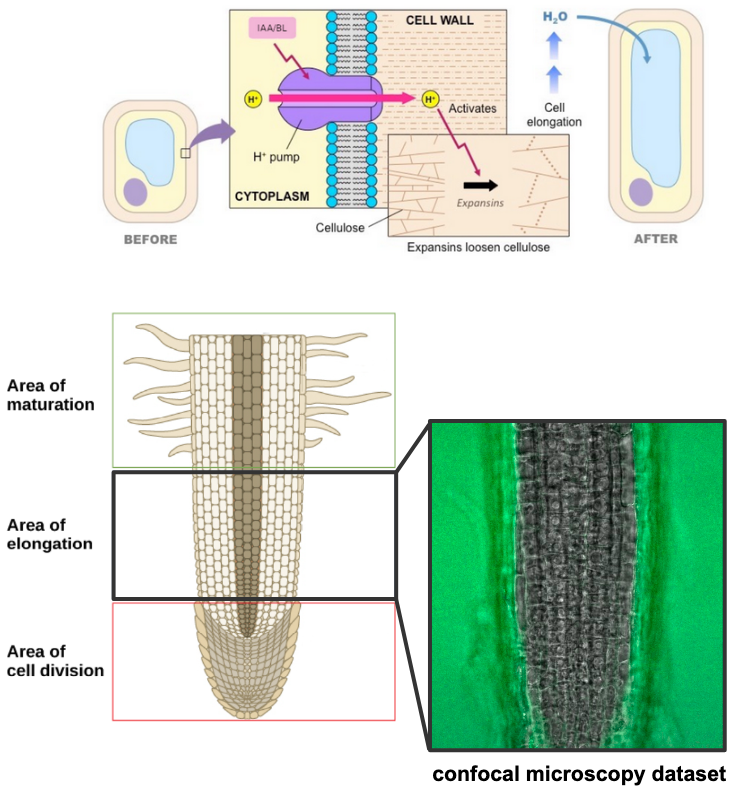 IAA/BL
CELL WALL
H₂O
H⁺
H⁺
Activates
Cell
elongation
H⁺ pump
Expansins
CYTOPLASM
Cellulose
BEFORE
Expansins loosen cellulose
AFTER
Area of
maturation
Area of
elongation
Area of
cell division
confocal microscopy dataset